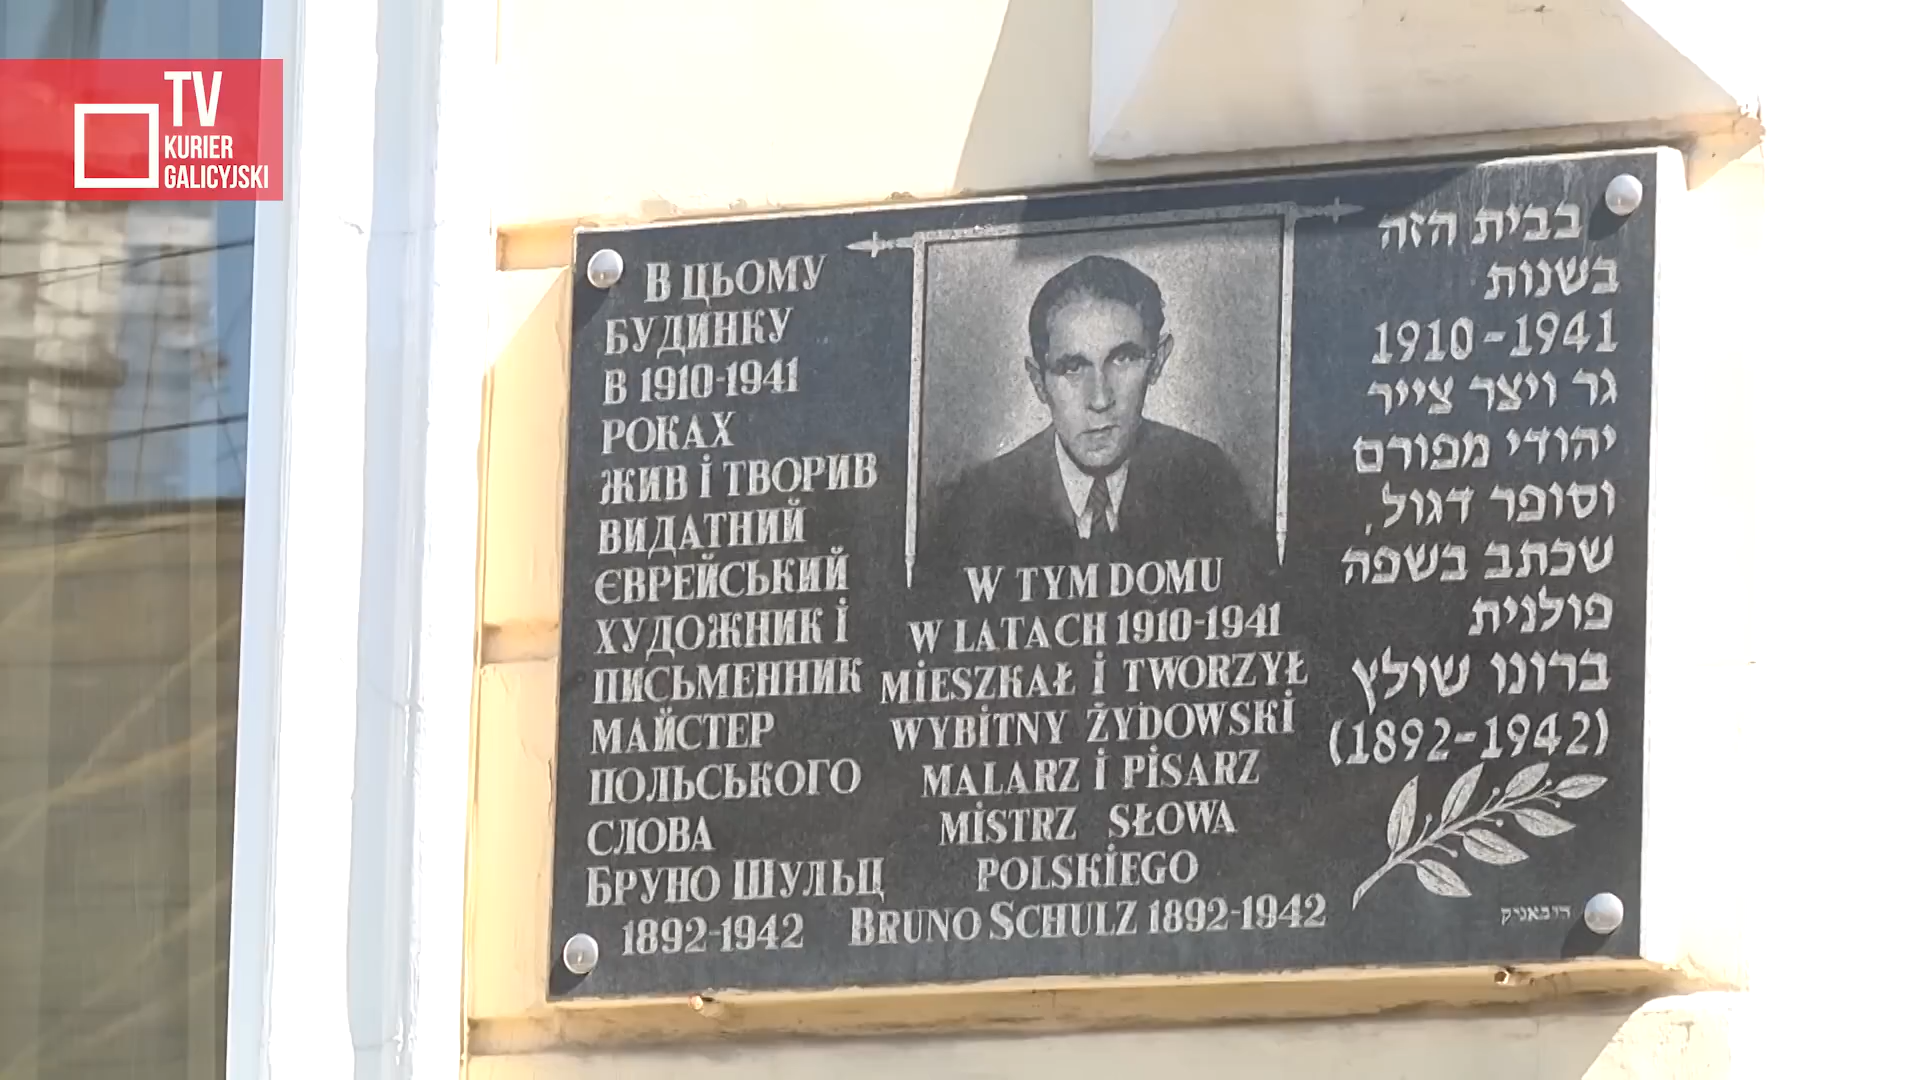 TV
KURIER
GALICYJSKI
В ЦЬОМУ
БУДИНКУ
В 1910-1941
РОКАХ
ЖИВ І ТВОРИВ
ВИДАТНИЙ
ЄВРЕЙСЬКИЙ
ХУДОЖНИК І
ПИСЬМЕННИК
МАЙСТЕР
ПОЛЬСЬКОГО
СЛОВА
БРУНО ШУЛЬЦ
1892-1942
W TYM DOMU
W LATACH 1910-1941
MIESZKAŁ I TWORZYŁ
WYBITNY ŻYDOWSKI
MALARZ I PISARZ
MISTRZ SŁOWA
POLSKIEGO
BRUNO SCHULZ 1892-1942
בבית הזה
בשנות
1910-1941
גר ויצר צייר
יהודי מפורם
וסופר דגול,
שכתב בשפה
פולנית
ברונו שולץ
(1892-1942)